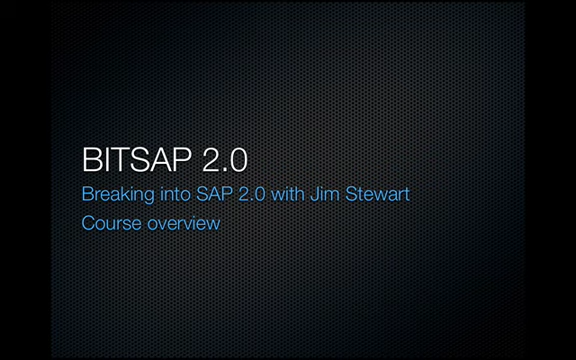 BITSAP 2.0
Breaking into SAP 2.0 with Jim Stewart
Course overview